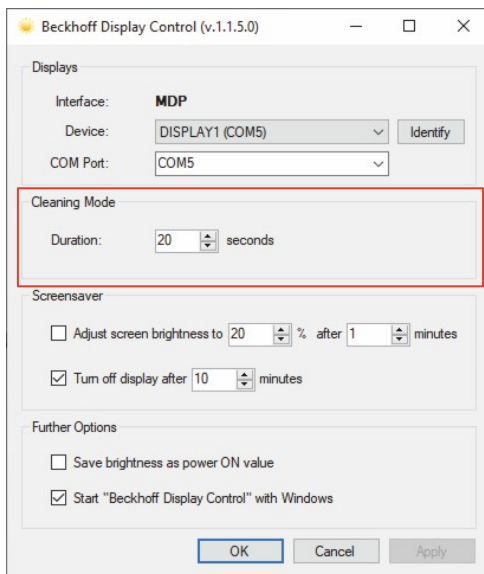 Beckhoff Display Control (v.1.1.5.0)
Displays
Interface: MDP
Device: DISPLAY1 (COM5) Identify
COM Port: COM5
Cleaning Mode
Duration: 20 seconds
Screensaver
Adjust screen brightness to 20 % after 1 minutes
Turn off display after 10 minutes
Further Options
Save brightness as power ON value
Start "Beckhoff Display Control" with Windows
OK Cancel Apply